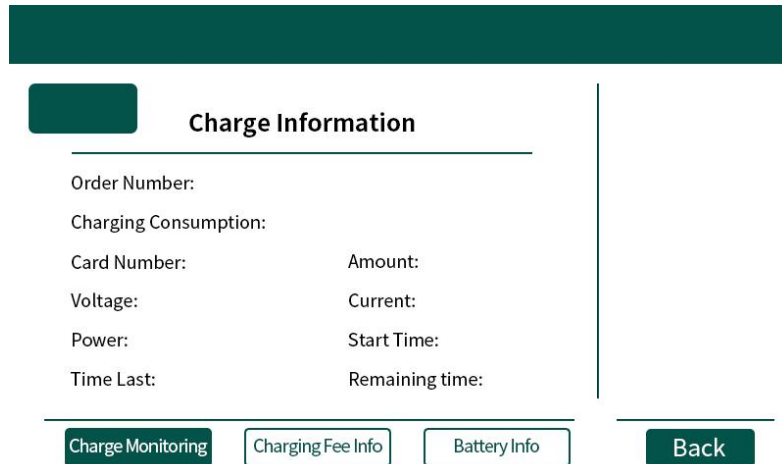 Charge Information
Order Number:
Charging Consumption:
Card Number: Amount:
Voltage: Current:
Power: Start Time:
Time Last: Remaining time:
Charge Monitoring Charging Fee Info Battery Info Back